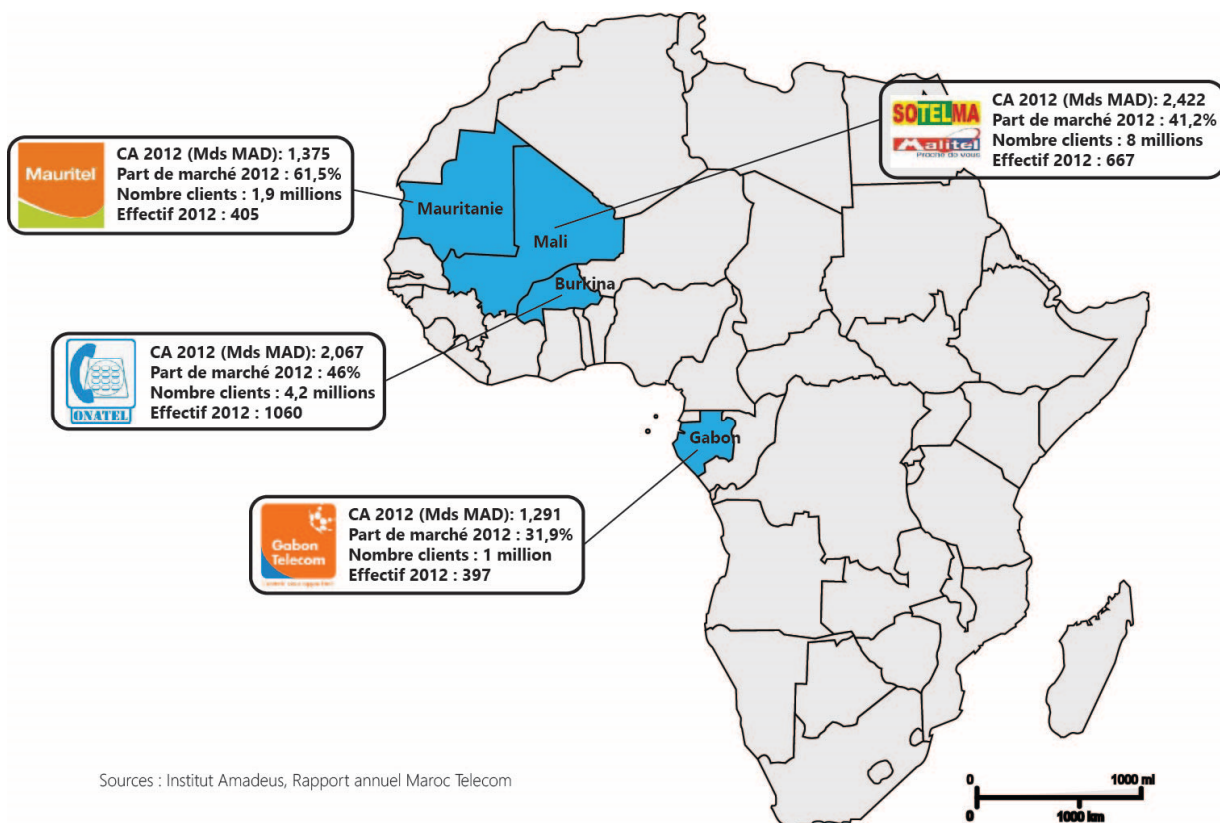 SOTELMA
Malitel
Proche de vous
CA 2012 (Mds MAD): 2,422
Part de marché 2012 : 41,2%
Nombre clients : 8 millions
Effectif 2012 : 667
Mauritel
CA 2012 (Mds MAD): 1,375
Part de marché 2012 : 61,5%
Nombre clients : 1,9 millions
Effectif 2012 : 405
Mauritanie
Mali
Burkina
ONATEL
CA 2012 (Mds MAD): 2,067
Part de marché 2012 : 46%
Nombre clients : 4,2 millions
Effectif 2012 : 1060
Gabon
Gabon
Telecom
CA 2012 (Mds MAD): 1,291
Part de marché 2012 : 31,9%
Nombre clients : 1 million
Effectif 2012 : 397
Sources : Institut Amadeus, Rapport annuel Maroc Telecom
0 1000 mi
0 1000 km